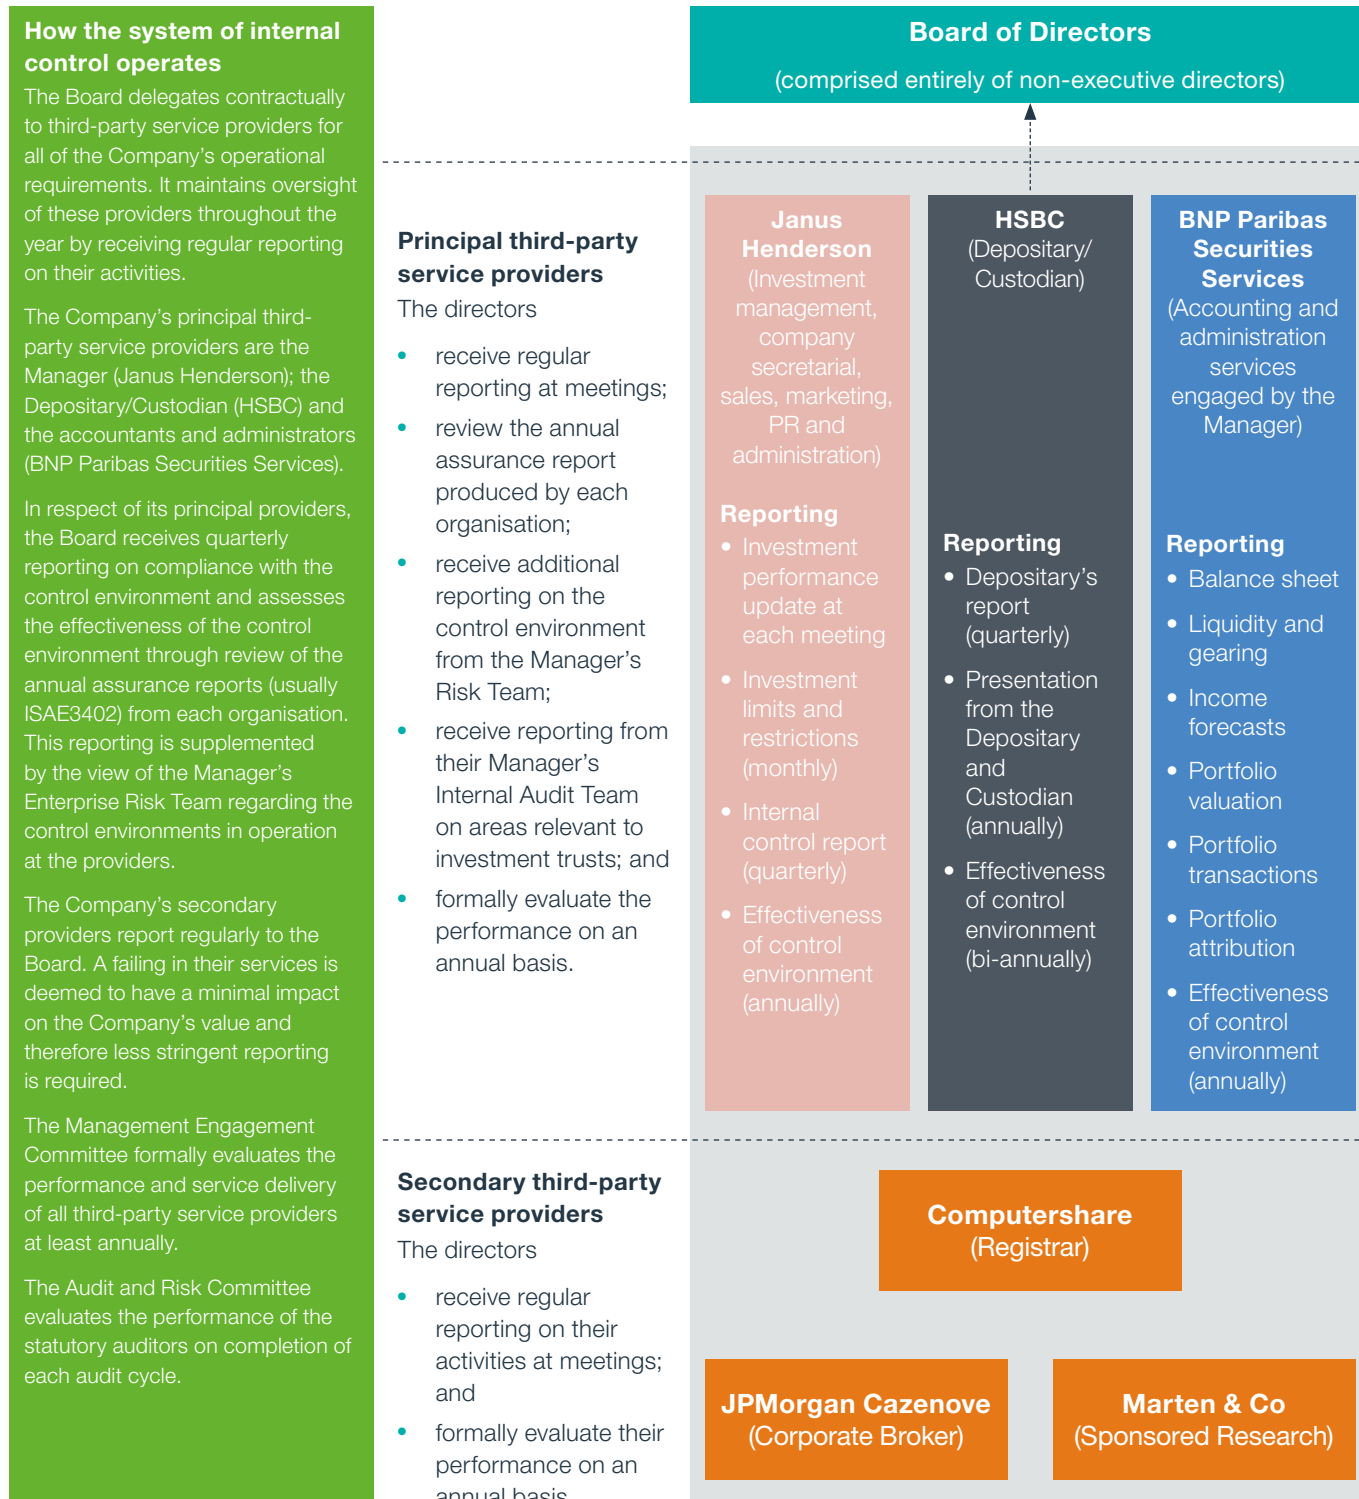 How the system of internal
control operates
The Board delegates contractually
to third-party service providers for
all of the Company’s operational
requirements. It maintains oversight
of these providers throughout the
year by receiving regular reporting
on their activities.
The Company’s principal third-
party service providers are the
Manager (Janus Henderson); the
Depositary/Custodian (HSBC) and
the accountants and administrators
(BNP Paribas Securities Services).
In respect of its principal providers,
the Board receives quarterly
reporting on compliance with the
control environment and assesses
the effectiveness of the control
environment through review of the
annual assurance reports (usually
ISAE3402) from each organisation.
This reporting is supplemented
by the view of the Manager’s
Enterprise Risk Team regarding the
control environments in operation
at the providers.
The Company’s secondary
providers report regularly to the
Board. A failing in their services is
deemed to have a minimal impact
on the Company’s value and
therefore less stringent reporting
is required.
The Management Engagement
Committee formally evaluates the
performance and service delivery
of all third-party service providers
at least annually.
The Audit and Risk Committee
evaluates the performance of the
statutory auditors on completion of
each audit cycle.
Board of Directors
(comprised entirely of non-executive directors)
Principal third-party
service providers
The directors
• receive regular
reporting at meetings;
• review the annual
assurance report
produced by each
organisation;
• receive additional
reporting on the
control environment
from the Manager’s
Risk Team;
• receive reporting from
their Manager’s
Internal Audit Team
on areas relevant to
investment trusts; and
• formally evaluate the
performance on an
annual basis.
Janus
Henderson
(Investment
management,
company
secretarial,
sales, marketing,
PR and
administration)
Reporting
• Investment
performance
update at
each meeting
• Investment
limits and
restrictions
(monthly)
• Internal
control report
(quarterly)
• Effectiveness
of control
environment
(annually)
HSBC
(Depositary/
Custodian)
Reporting
• Depositary’s
report
(quarterly)
• Presentation
from the
Depositary
and
Custodian
(annually)
• Effectiveness
of control
environment
(bi-annually)
BNP Paribas
Securities
Services
(Accounting and
administration
services
engaged by the
Manager)
Reporting
• Balance sheet
• Liquidity and
gearing
• Income
forecasts
• Portfolio
valuation
• Portfolio
transactions
• Portfolio
attribution
• Effectiveness
of control
environment
(annually)
Secondary third-party
service providers
The directors
• receive regular
reporting on their
activities at meetings;
and
• formally evaluate their
performance on an
annual basis
Computershare
(Registrar)
JPMorgan Cazenove
(Corporate Broker)
Marten & Co
(Sponsored Research)